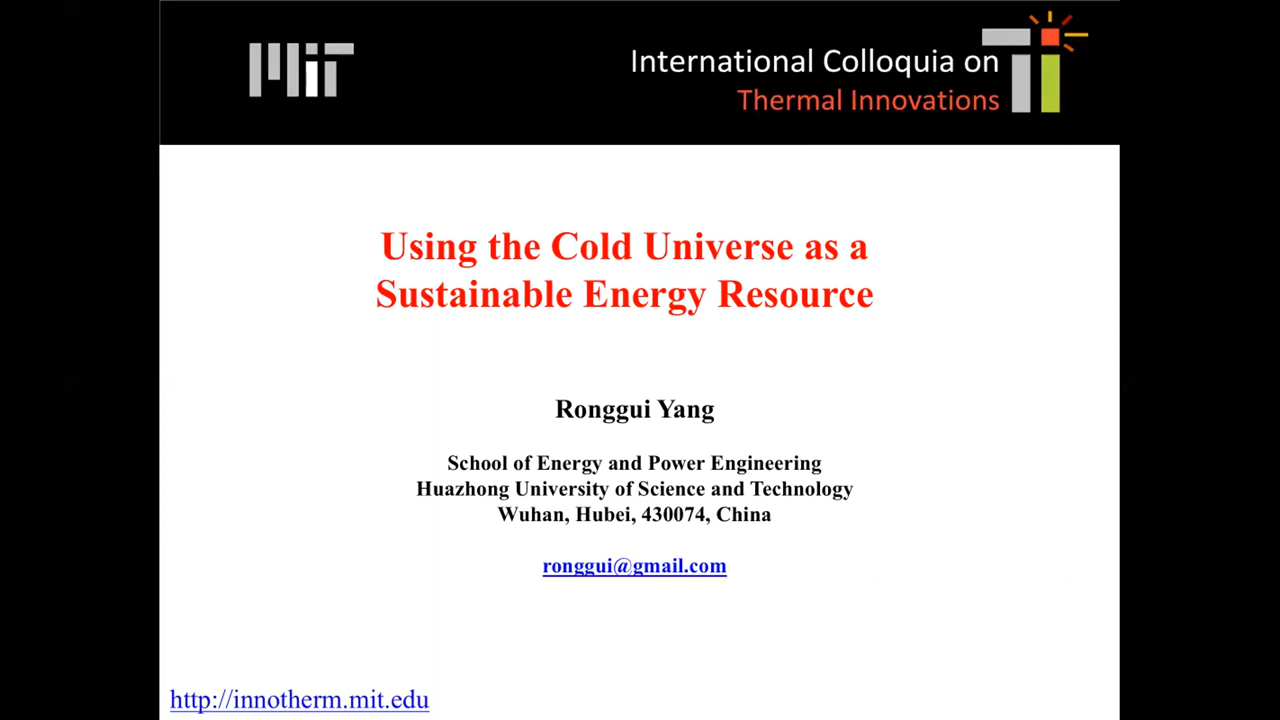 MIT
International Colloquia on
Thermal Innovations
Ti
Using the Cold Universe as a
Sustainable Energy Resource
Ronggui Yang
School of Energy and Power Engineering
Huazhong University of Science and Technology
Wuhan, Hubei, 430074, China
ronggui@gmail.com
http://innotherm.mit.edu